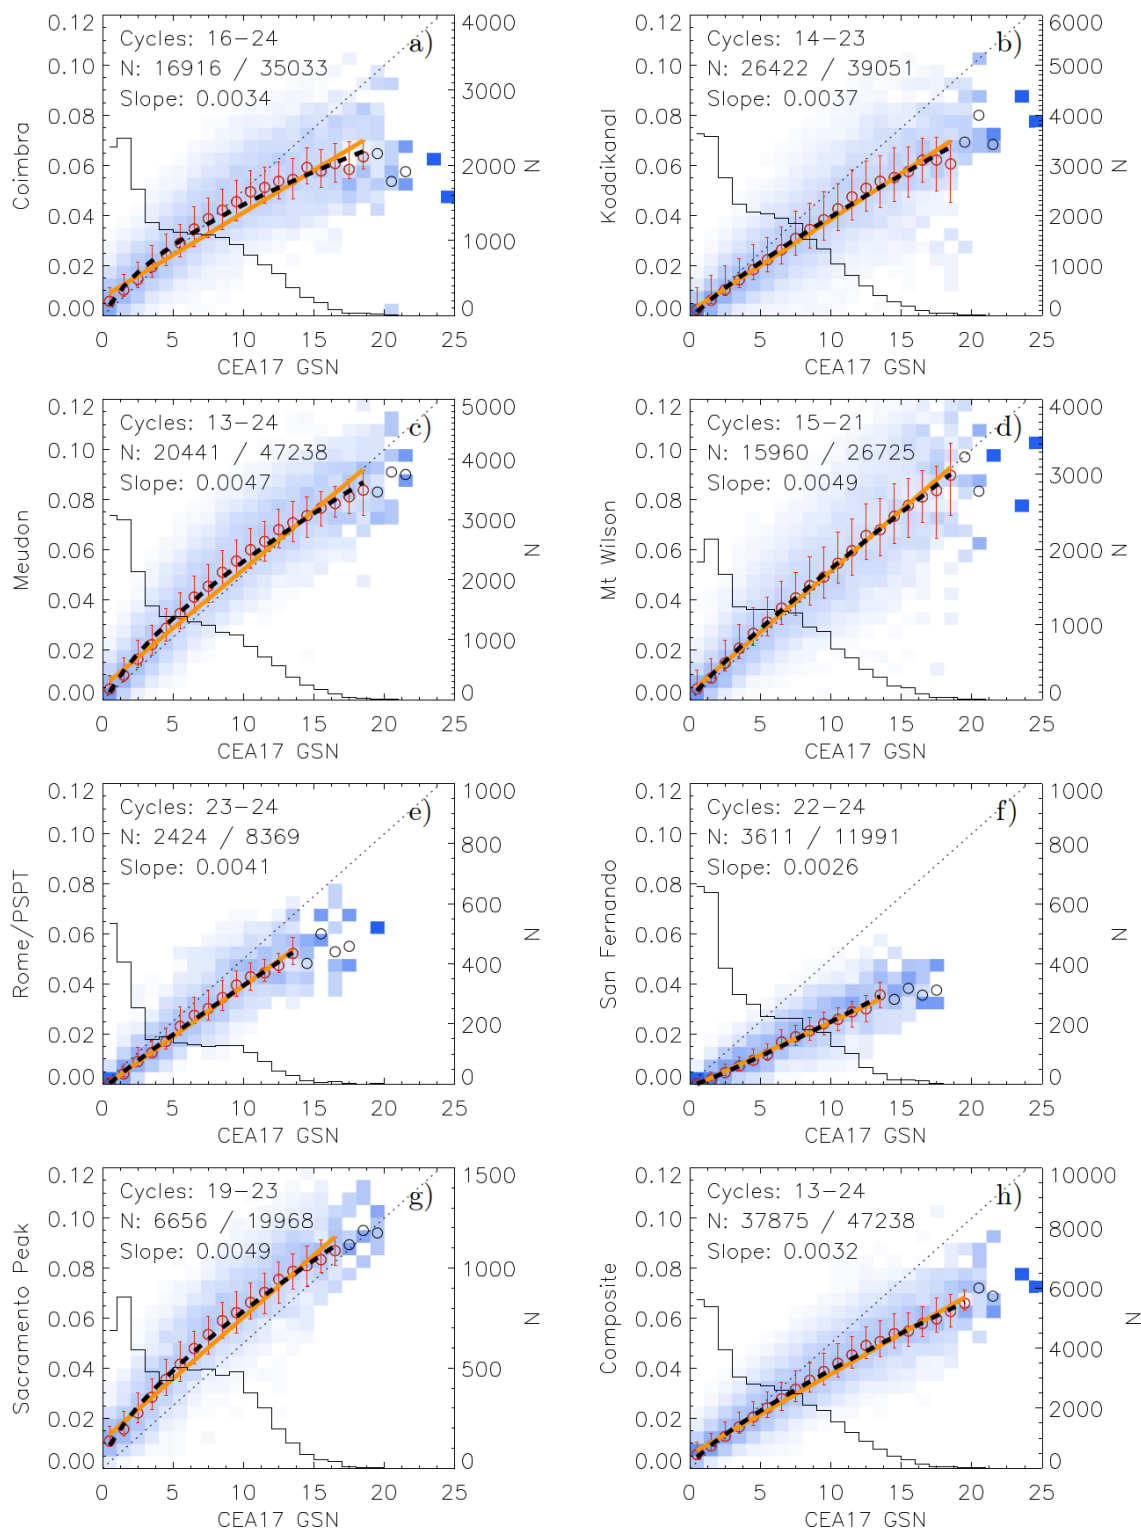 Cycles: 16-24
a)
N: 16916 / 35033
Slope: 0.0034
0.12
0.10
0.08
0.06
0.04
0.02
0.00
Coimbra
4000
3000
2000
1000
0
N
0 5 10 15 20 25
CEA17 GSN
Cycles: 14-23
b)
N: 26422 / 39051
Slope: 0.0037
0.12
0.10
0.08
0.06
0.04
0.02
0.00
Kodaikanal
6000
5000
4000
3000
2000
1000
0
N
0 5 10 15 20 25
CEA17 GSN
Cycles: 13-24
c)
N: 20441 / 47238
Slope: 0.0047
0.12
0.10
0.08
0.06
0.04
0.02
0.00
Meudon
5000
4000
3000
2000
1000
0
N
0 5 10 15 20 25
CEA17 GSN
Cycles: 15-21
d)
N: 15960 / 26725
Slope: 0.0049
0.12
0.10
0.08
0.06
0.04
0.02
0.00
Mt Wilson
4000
3000
2000
1000
0
N
0 5 10 15 20 25
CEA17 GSN
Cycles: 23-24
e)
N: 2424 / 8369
Slope: 0.0041
0.12
0.10
0.08
0.06
0.04
0.02
0.00
Rome/PSPT
1000
800
600
400
200
0
N
0 5 10 15 20 25
CEA17 GSN
Cycles: 22-24
f)
N: 3611 / 11991
Slope: 0.0026
0.12
0.10
0.08
0.06
0.04
0.02
0.00
San Fernando
1000
800
600
400
200
0
N
0 5 10 15 20 25
CEA17 GSN
Cycles: 19-23
g)
N: 6656 / 19968
Slope: 0.0049
0.12
0.10
0.08
0.06
0.04
0.02
0.00
Sacramento Peak
1500
1000
500
0
N
0 5 10 15 20 25
CEA17 GSN
Cycles: 13-24
h)
N: 37875 / 47238
Slope: 0.0032
0.12
0.10
0.08
0.06
0.04
0.02
0.00
Composite
10000
8000
6000
4000
2000
0
N
0 5 10 15 20 25
CEA17 GSN